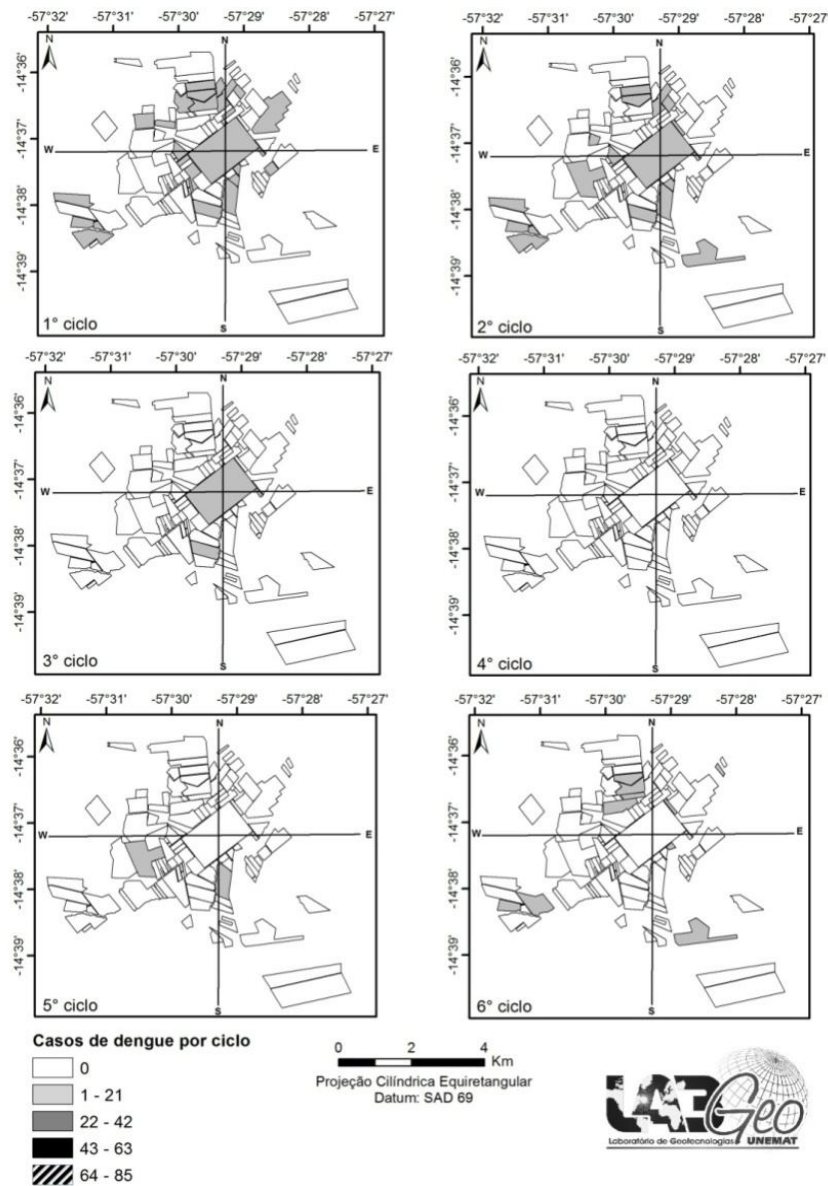 -57°32' -57°31' -57°30' -57°29' -57°28' -57°27'
-57°32' -57°31' -57°30' -57°29' -57°28' -57°27'
N
N
-14°36'
-14°37'
-14°38'
-14°39'
W
E
S
1° ciclo
N
N
-14°36'
-14°37'
-14°38'
-14°39'
W
E
S
2° ciclo
-57°32' -57°31' -57°30' -57°29' -57°28' -57°27'
-57°32' -57°31' -57°30' -57°29' -57°28' -57°27'
N
N
-14°36'
-14°37'
-14°38'
-14°39'
W
E
S
3° ciclo
N
N
-14°36'
-14°37'
-14°38'
-14°39'
W
E
S
4° ciclo
-57°32' -57°31' -57°30' -57°29' -57°28' -57°27'
-57°32' -57°31' -57°30' -57°29' -57°28' -57°27'
N
N
-14°36'
-14°37'
-14°38'
-14°39'
W
E
S
5° ciclo
N
N
-14°36'
-14°37'
-14°38'
-14°39'
W
E
S
6° ciclo
Casos de dengue por ciclo
0
1 - 21
22 - 42
43 - 63
64 - 85
0 2 4
Km
Projeção Cilíndrica Equiretangular
Datum: SAD 69
LAB Geo
Laboratório de Geotecnologias UNEMAT